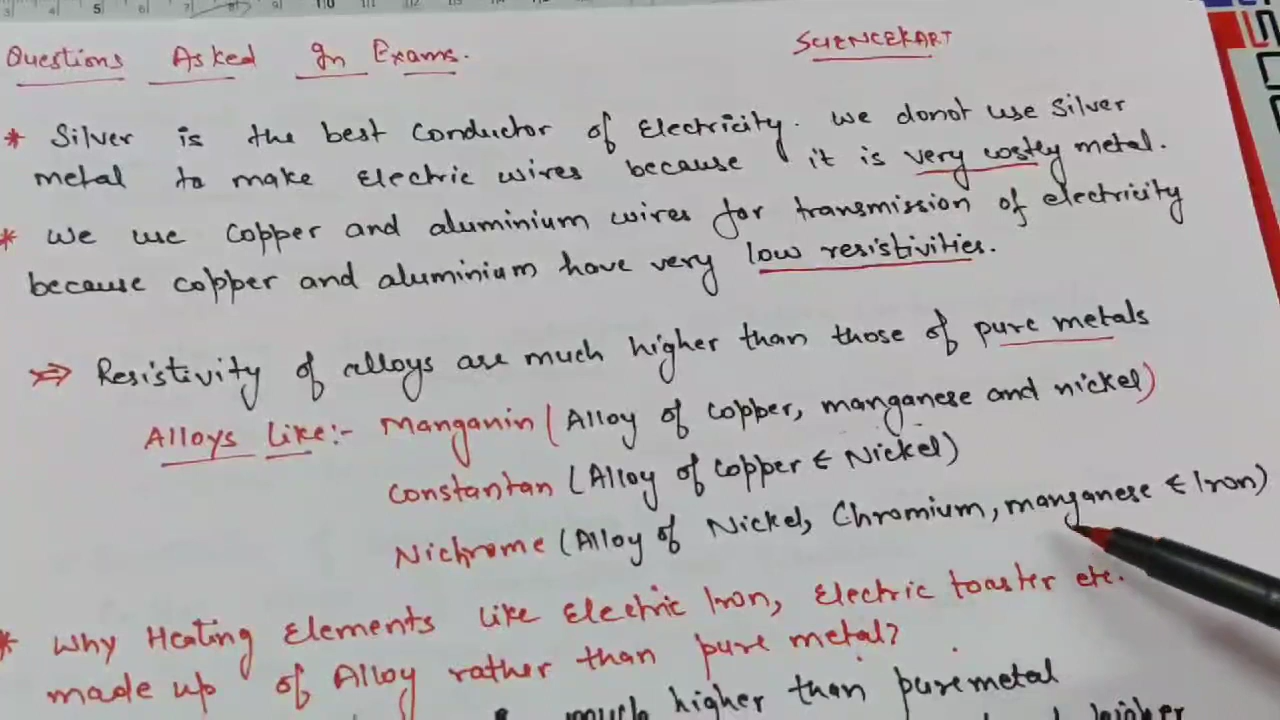 Questions Asked In Exams.
SCIENCEKART
* Silver is the best conductor of electricity. We donot use silver
metal to make electric wires because it is very costly metal.
* We use copper and aluminium wires for transmission of electricity
because copper and aluminium have very low resistivities.
⇒ Resistivity of alloys are much higher than those of pure metals
Alloys Like:- Manganin (Alloy of copper, manganese and nickel)
Constantan (Alloy of copper & Nickel)
Nichrome (Alloy of Nickel, Chromium, manganese & Iron)
* Why Heating Elements like Electric Iron, Electric toaster etc.
made up of Alloy rather than pure metal?
much higher than pure metal
higher